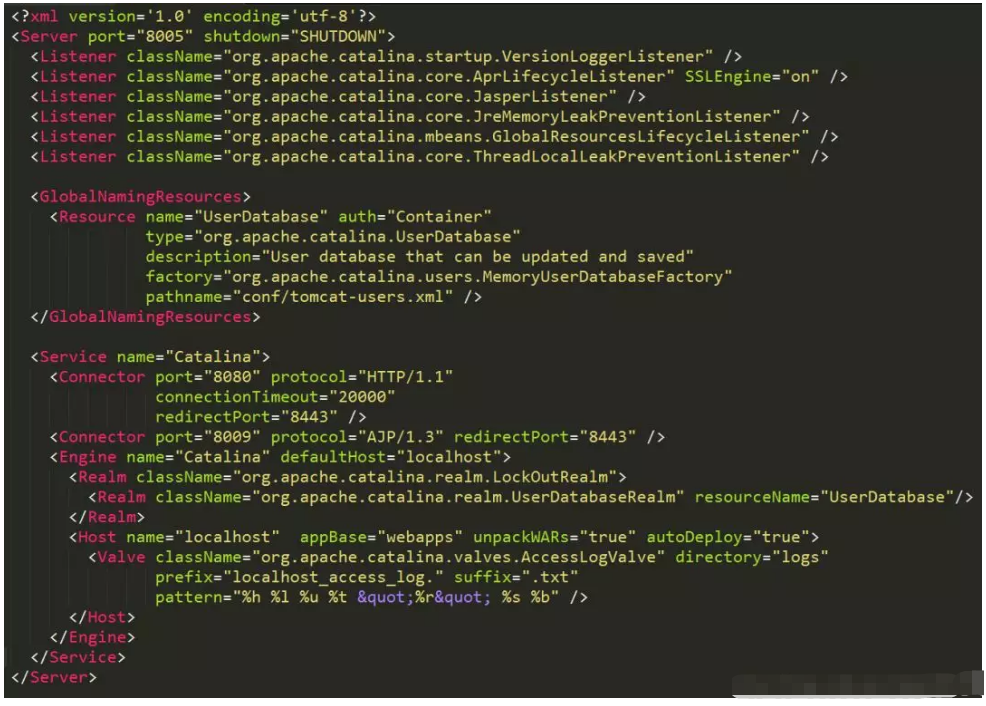 <?xml version='1.0' encoding='utf-8'?>
<Server port="8005" shutdown="SHUTDOWN">
  <Listener className="org.apache.catalina.startup.VersionLoggerListener" />
  <Listener className="org.apache.catalina.core.AprLifecycleListener" SSLEngine="on" />
  <Listener className="org.apache.catalina.core.JasperListener" />
  <Listener className="org.apache.catalina.core.JreMemoryLeakPreventionListener" />
  <Listener className="org.apache.catalina.mbeans.GlobalResourcesLifecycleListener" />
  <Listener className="org.apache.catalina.core.ThreadLocalLeakPreventionListener" />

  <GlobalNamingResources>
    <Resource name="UserDatabase" auth="Container"
              type="org.apache.catalina.UserDatabase"
              description="User database that can be updated and saved"
              factory="org.apache.catalina.users.MemoryUserDatabaseFactory"
              pathname="conf/tomcat-users.xml" />
  </GlobalNamingResources>

  <Service name="Catalina">
    <Connector port="8080" protocol="HTTP/1.1"
               connectionTimeout="20000"
               redirectPort="8443" />
    <Connector port="8009" protocol="AJP/1.3" redirectPort="8443" />
    <Engine name="Catalina" defaultHost="localhost">
      <Realm className="org.apache.catalina.realm.LockOutRealm">
        <Realm className="org.apache.catalina.realm.UserDatabaseRealm" resourceName="UserDatabase"/>
      </Realm>
      <Host name="localhost"  appBase="webapps" unpackWARs="true" autoDeploy="true">
        <Valve className="org.apache.catalina.valves.AccessLogValve" directory="logs"
               prefix="localhost_access_log." suffix=".txt"
               pattern="%h %l %u %t &quot;%r&quot; %s %b" />
      </Host>
    </Engine>
  </Service>
</Server>